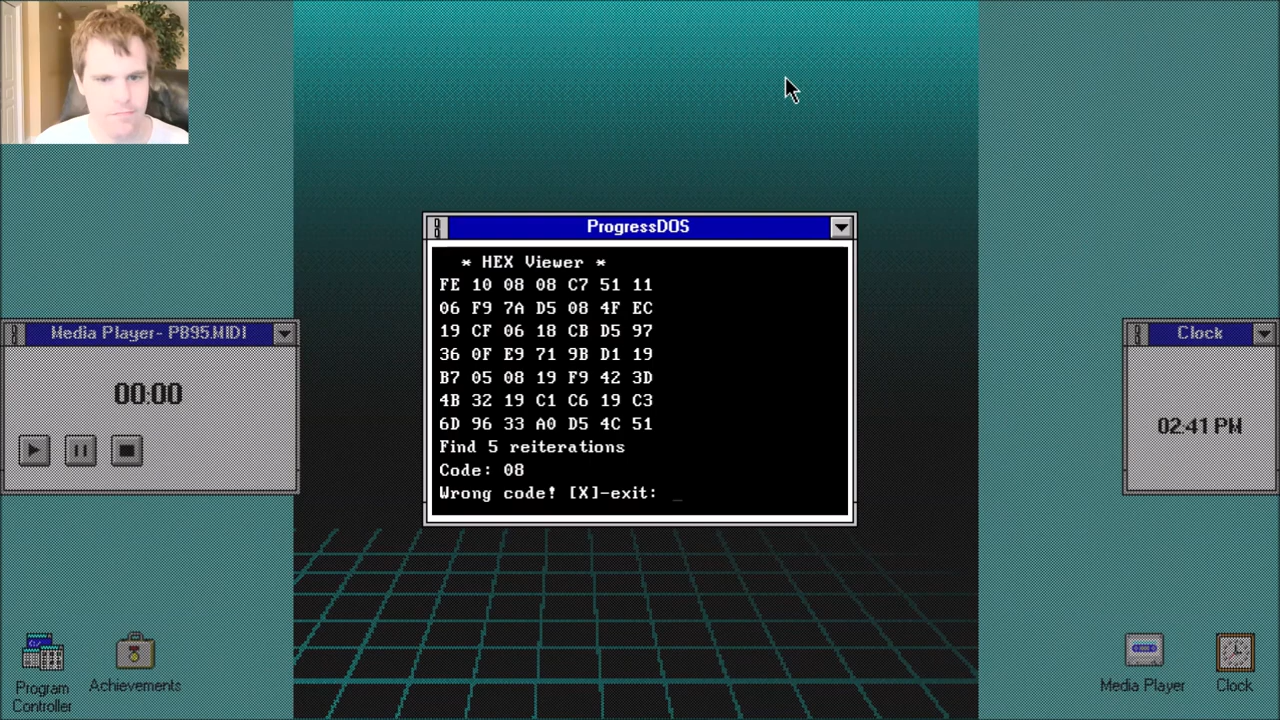 ProgressDOS
* HEX Viewer *
FE 10 08 08 C7 51 11
06 F9 7A D5 08 4F EC
19 CF 06 18 CB D5 97
36 0F E9 71 9B D1 19
B7 05 08 19 F9 42 3D
4B 32 19 C1 C6 19 C3
6D 96 33 A0 D5 4C 51
Find 5 reiterations
Code: 08
Wrong code! [X]-exit: _
Media Player- PB95.MIDI
00:00
Clock
02:41 PM
Program
Controller
Achievements
Media Player
Clock